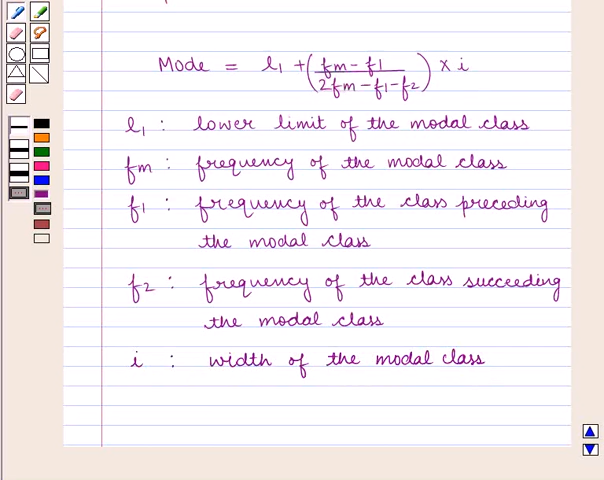 Mode = l1 + (fm - f1 / 2fm - f1 - f2) × i
l1 : lower limit of the modal class
fm : frequency of the modal class
f1 : frequency of the class preceding
the modal class
f2 : frequency of the class succeeding
the modal class
i : width of the modal class